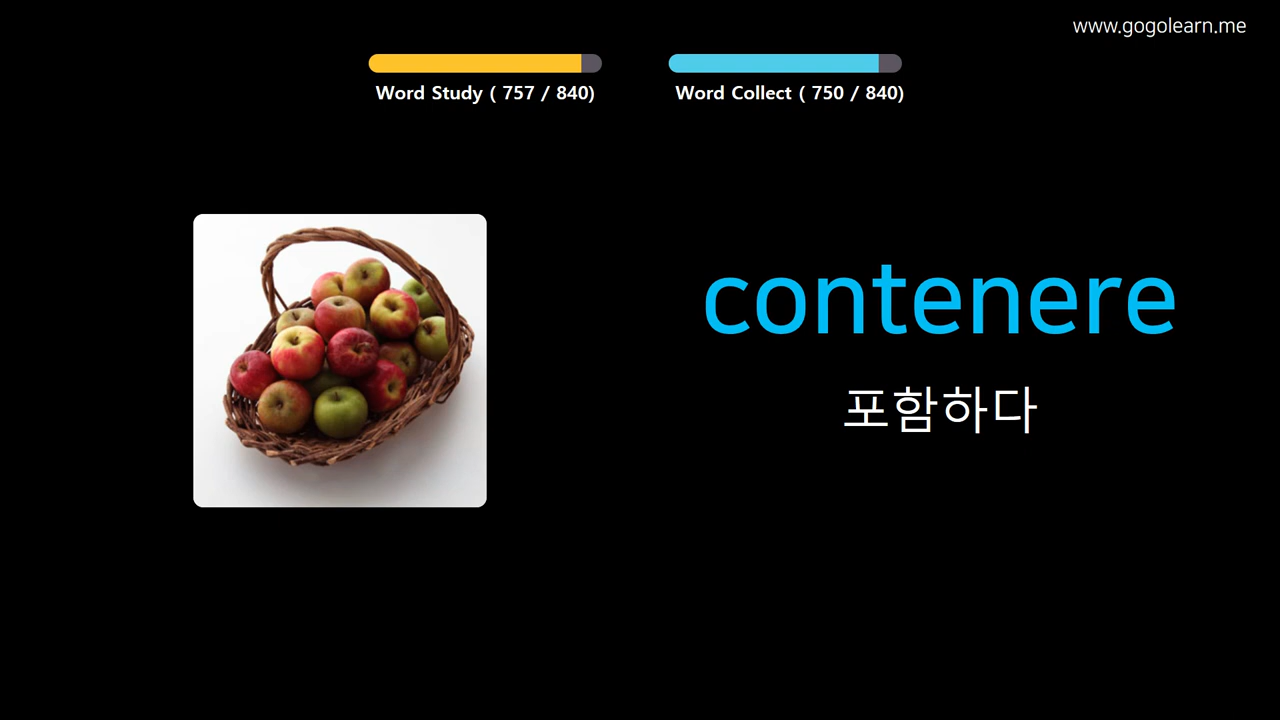 www.gogolearn.me
Word Study ( 757 / 840)
Word Collect ( 750 / 840)
contenere
포함하다